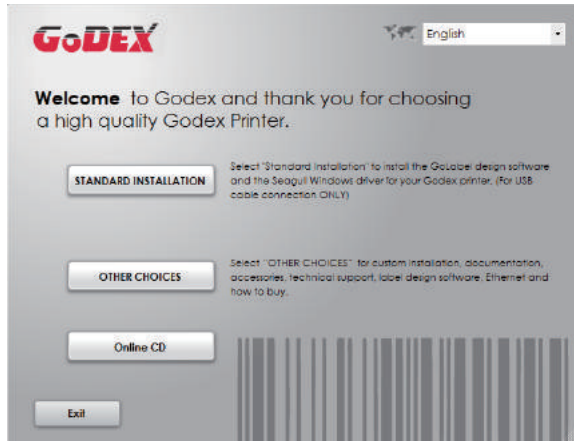 GoDEX
English
Welcome to Godex and thank you for choosing
a high quality Godex Printer.
STANDARD INSTALLATION
Select "Standard Installation" to install the GoLabel design software
and the Seagull Windows driver for your Godex printer. (For USB
cable connection ONLY)
OTHER CHOICES
Select "OTHER CHOICES" for custom installation, documentation,
accessories, technical support, label design software, Ethernet and
how to buy.
Online CD
Exit